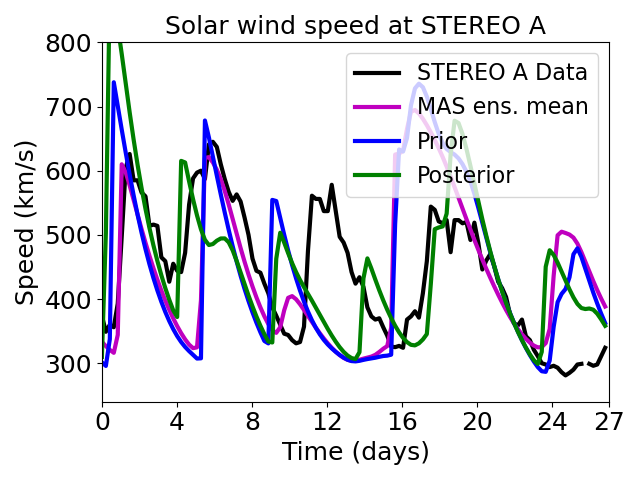 Solar wind speed at STEREO A
STEREO A Data
MAS ens. mean
Prior
Posterior
Speed (km/s)
800
700
600
500
400
300
0 4 8 12 16 20 24 27
Time (days)